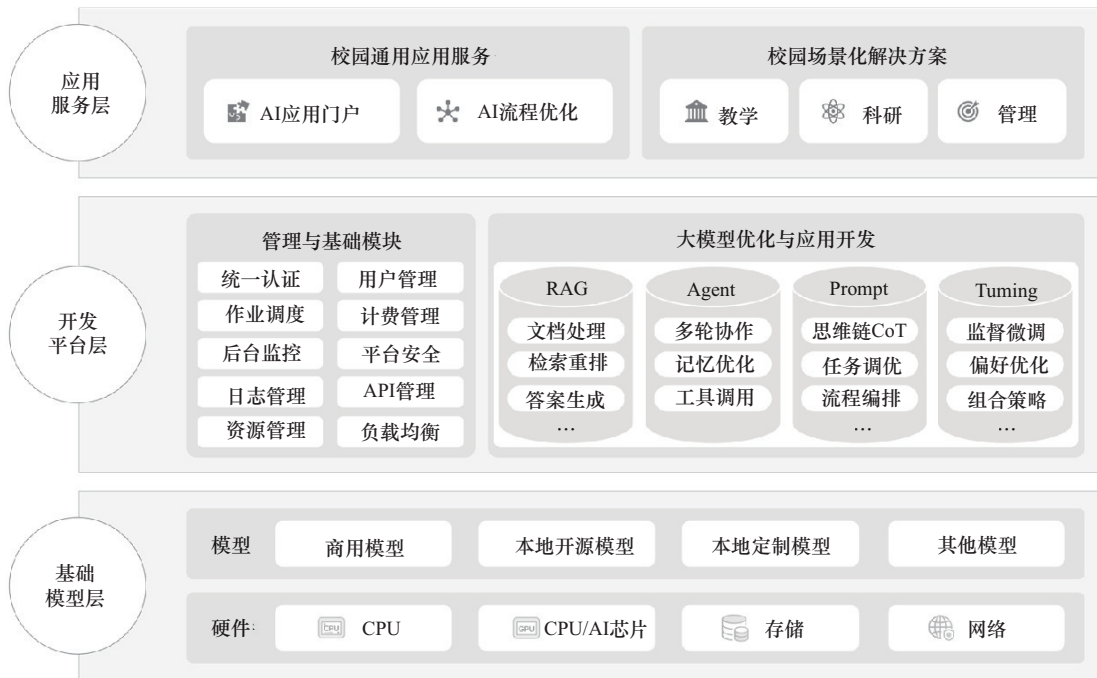 应用
服务层
校园通用应用服务
AI应用门户
AI流程优化
校园场景化解决方案
教学
科研
管理
开发
平台层
管理与基础模块
统一认证
用户管理
作业调度
计费管理
后台监控
平台安全
日志管理
API管理
资源管理
负载均衡
大模型优化与应用开发
RAG
文档处理
检索重排
答案生成
…
Agent
多轮协作
记忆优化
工具调用
Prompt
思维链CoT
任务调优
流程编排
…
Tuming
监督微调
偏好优化
组合策略
…
基础
模型层
模型
商用模型
本地开源模型
本地定制模型
其他模型
硬件
CPU
CPU
GPU
CPU/AI芯片
存储
网络